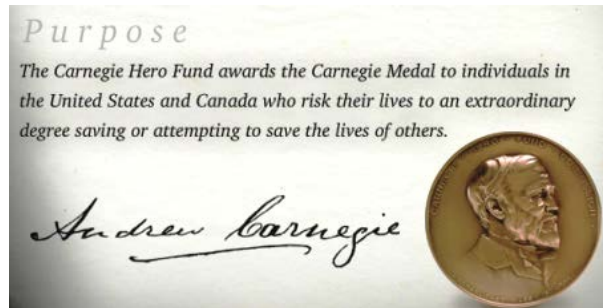 Purpose
The Carnegie Hero Fund awards the Carnegie Medal to individuals in
the United States and Canada who risk their lives to an extraordinary
degree saving or attempting to save the lives of others.
Andrew Carnegie